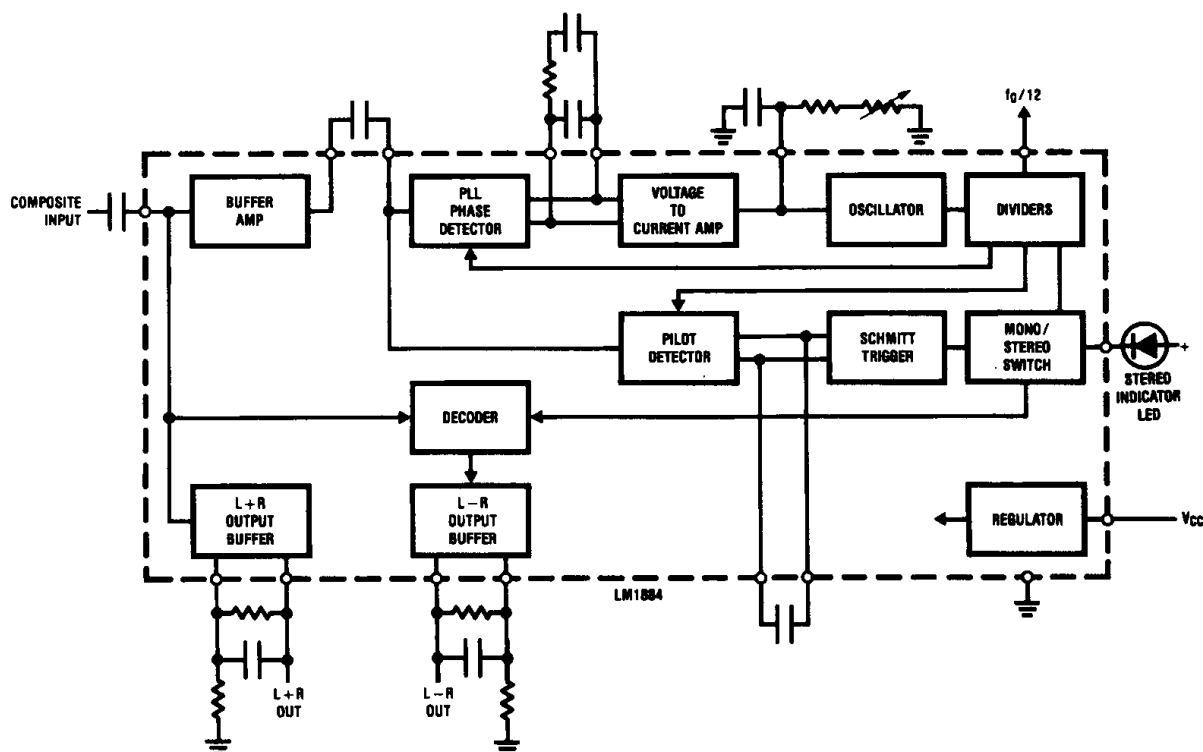 f0/12
COMPOSITE
INPUT
BUFFER
AMP
PLL
PHASE
DETECTOR
VOLTAGE
TO
CURRENT AMP
OSCILLATOR
DIVIDERS
PILOT
DETECTOR
SCHMITT
TRIGGER
MONO/
STEREO
SWITCH
+
STEREO
INDICATOR
LED
DECODER
L+R
OUTPUT
BUFFER
L−R
OUTPUT
BUFFER
REGULATOR
VCC
LM1884
L+R
OUT
L−R
OUT